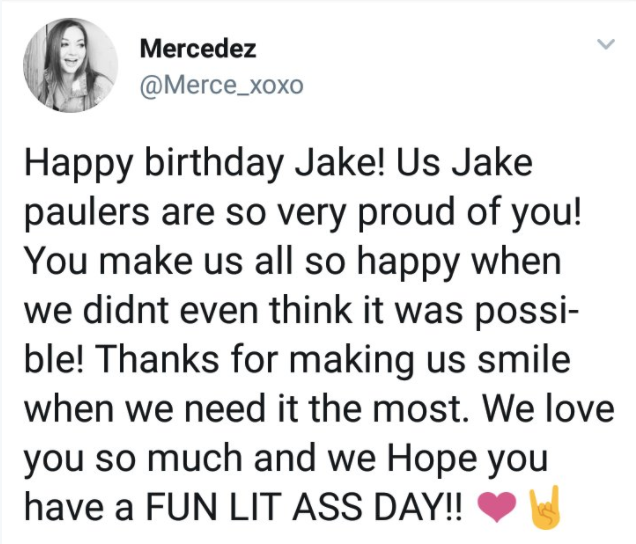 Mercedez
@Merce_xoxo
Happy birthday Jake! Us Jake
paulers are so very proud of you!
You make us all so happy when
we didnt even think it was possi-
ble! Thanks for making us smile
when we need it the most. We love
you so much and we Hope you
have a FUN LIT ASS DAY!! 💜🤘